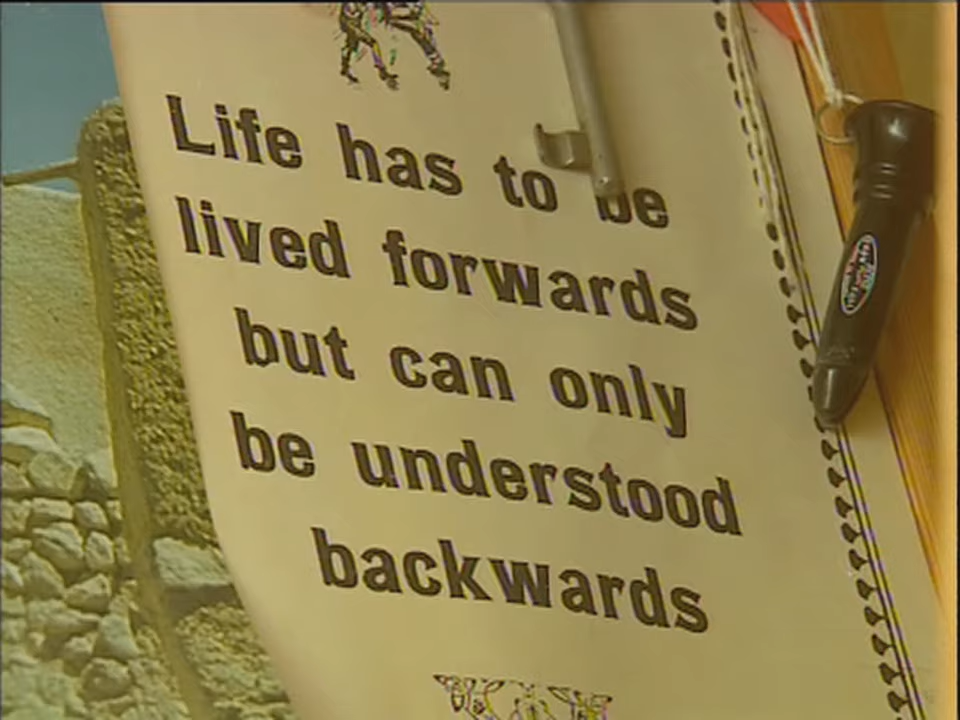 Life has to be
lived forwards
but can only
be understood
backwards